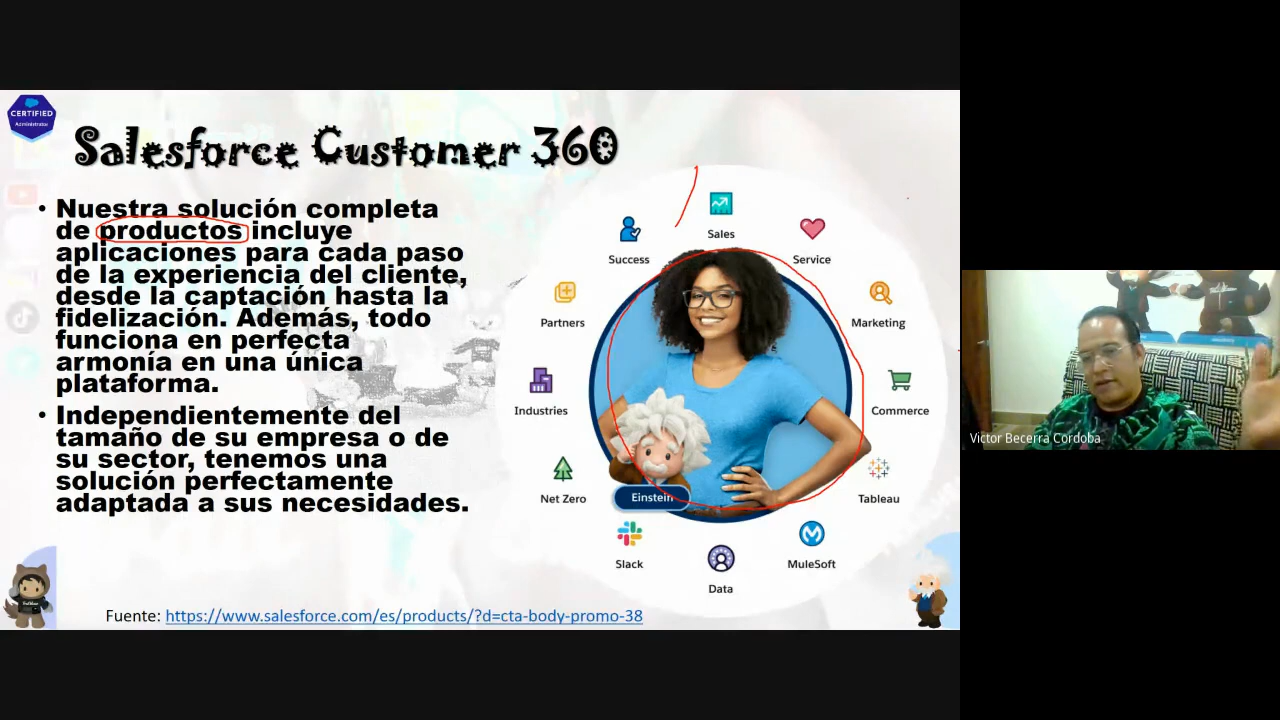 CERTIFIED
Administrator
Salesforce Customer 360
• Nuestra solución completa
de productos incluye
aplicaciones para cada paso
de la experiencia del cliente,
desde la captación hasta la
fidelización. Además, todo
funciona en perfecta
armonía en una única
plataforma.
• Independientemente del
tamaño de su empresa o de
su sector, tenemos una
solución perfectamente
adaptada a sus necesidades.
Sales
Success
Service
Partners
Marketing
Industries
Commerce
Net Zero
Einstein
Tableau
Slack
MuleSoft
Data
Fuente: https://www.salesforce.com/es/products/?d=cta-body-promo-38
Victor Becerra Cordoba